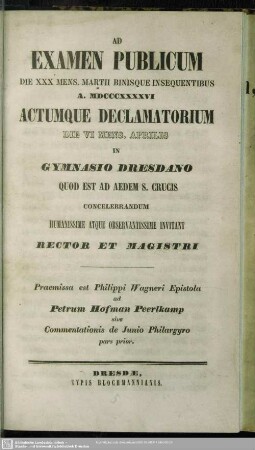 AD
EXAMEN PUBLICUM
DIE XXX MENS. MARTII BINISQUE INSEQUENTIBUS
A. MDCCCXXXXVI
ACTUMQUE DECLAMATORIUM
DIE VI MENS. APRILIS
IN
GYMNASIO DRESDANO
QUOD EST AD AEDEM S. CRUCIS
CONCELEBRANDUM
HUMANISSIME ATQUE OBSERVANTISSIME INVITANT
RECTOR ET MAGISTRI
Praemissa est Philippi Wagneri Epistola
ad
Petrum Hofman Peerlkamp
sive
Commentationis de Junio Philargyro
pars prior.
DRESDÆ,
TYPIS BLOCHMANNIANIS.